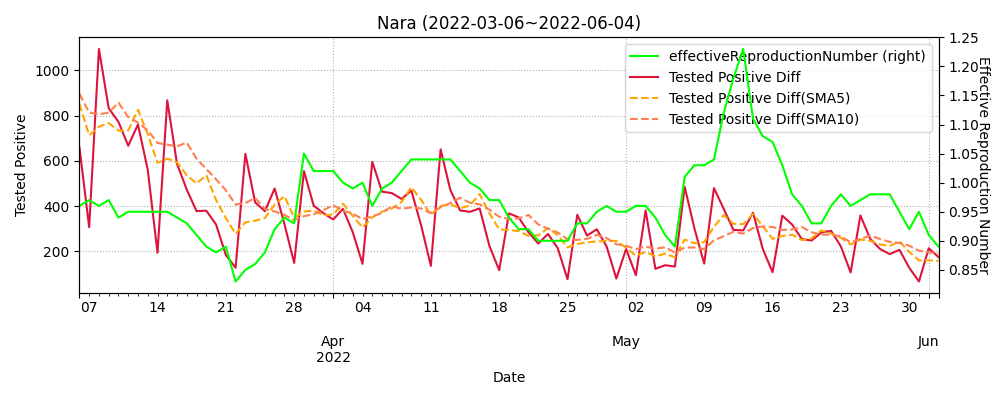 Nara (2022-03-06~2022-06-04)
effectiveReproductionNumber (right)
Tested Positive Diff
Tested Positive Diff(SMA5)
Tested Positive Diff(SMA10)
Tested Positive
1000
800
600
400
200
Effective Reproduction Number
1.25
1.20
1.15
1.10
1.05
1.00
0.95
0.90
0.85
07 14 21 28 04 11 18 25 02 09 16 23 30
Apr May Jun
2022
Date